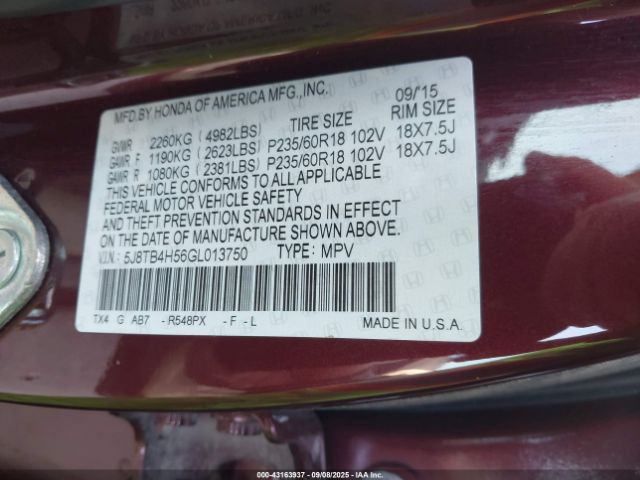 MFD.BY HONDA OF AMERICA MFG.,INC. 09/15
GVWR 2260KG (4982LBS) TIRE SIZE RIM SIZE
GAWR F 1190KG (2623LBS) P235/60R18 102V 18X7.5J
GAWR R 1080KG (2381LBS) P235/60R18 102V 18X7.5J
THIS VEHICLE CONFORMS TO ALL APPLICABLE
FEDERAL MOTOR VEHICLE SAFETY
AND THEFT PREVENTION STANDARDS IN EFFECT
ON THE DATE OF MANUFACTURE SHOWN ABOVE.
V.I.N.: 5J8TB4H56GL013750 TYPE: MPV
TX4 G AB7 - R548PX - F - L MADE IN U.S.A.
000-43163937 - 09/08/2025 - COPYRIGHT IAA, LLC